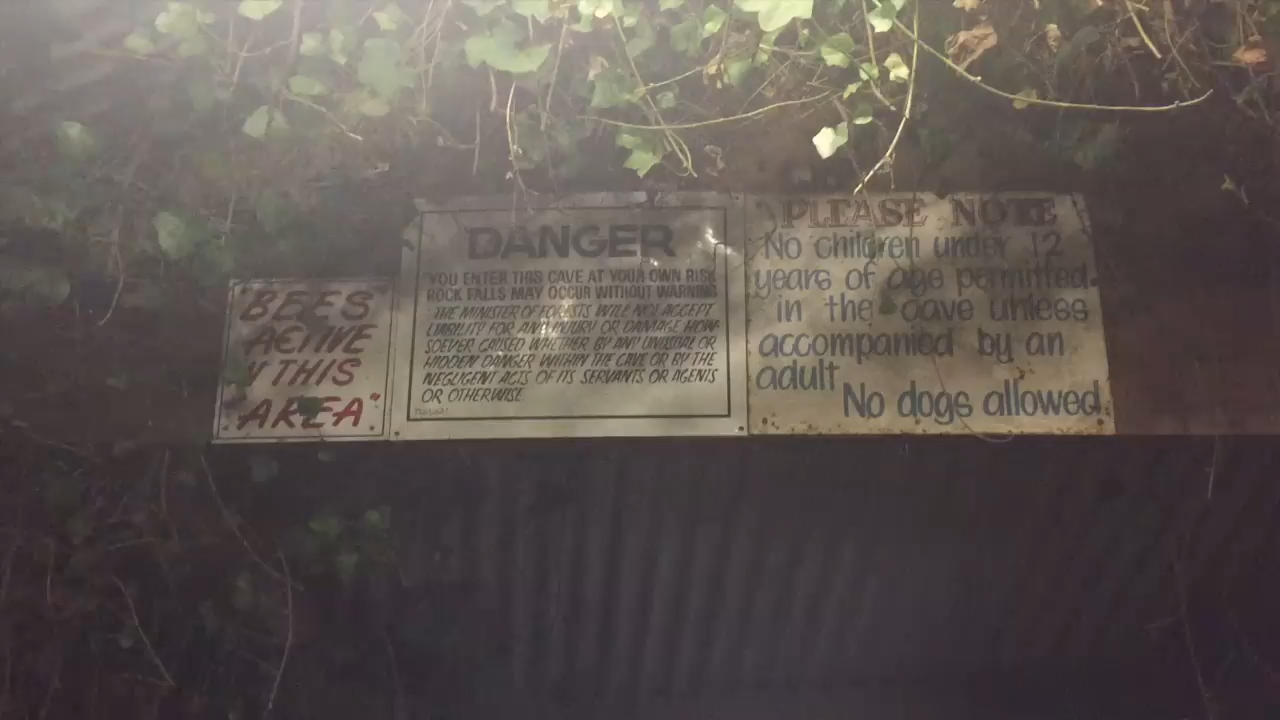 "BEES
ACTIVE
N THIS
AREA"
DANGER
"YOU ENTER THIS CAVE AT YOUR OWN RISK
ROCK FALLS MAY OCCUR WITHOUT WARNING
THE MINISTER OF FORESTS WILL NOT ACCEPT
LIABILITY FOR ANY INJURY OR DAMAGE HOW-
SOEVER CAUSED WHETHER BY ANY UNUSUAL OR
HIDDEN DANGER WITHIN THE CAVE OR BY THE
NEGLIGENT ACTS OF ITS SERVANTS OR AGENTS
OR OTHERWISE
PLEASE NOTE
No children under 12
years of age permitted
in the cave unless
accompanied by an
adult
No dogs allowed